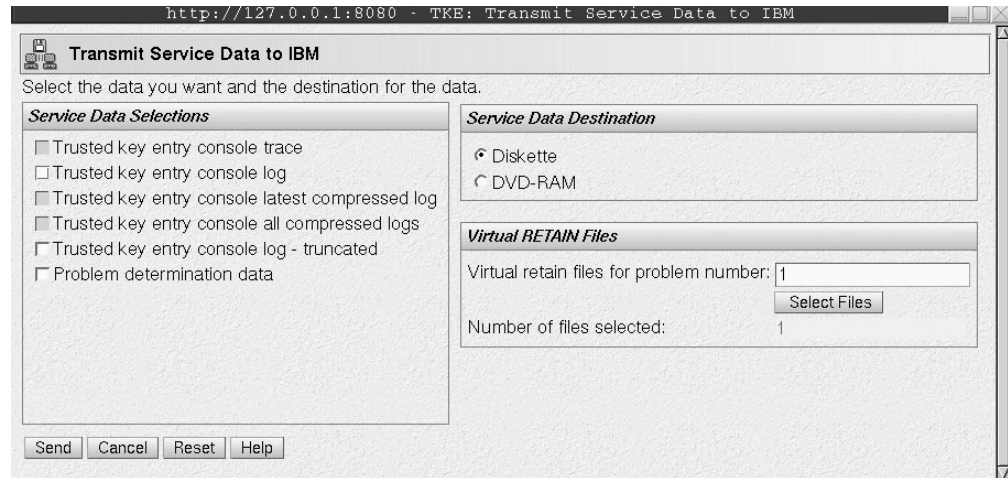 http://127.0.0.1:8080 - TKE: Transmit Service Data to IBM
Transmit Service Data to IBM
Select the data you want and the destination for the data.
Service Data Selections
Trusted key entry console trace
Trusted key entry console log
Trusted key entry console latest compressed log
Trusted key entry console all compressed logs
Trusted key entry console log - truncated
Problem determination data
Service Data Destination
Diskette
DVD-RAM
Virtual RETAIN Files
Virtual retain files for problem number: 1
Select Files
Number of files selected: 1
Send Cancel Reset Help